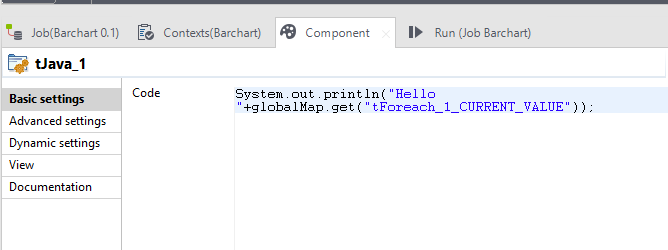 Job(Barchart 0.1) Contexts(Barchart) Component Run (Job Barchart)
tJava_1
Basic settings
Advanced settings
Dynamic settings
View
Documentation
Code
System.out.println("Hello
"+globalMap.get("tForeach_1_CURRENT_VALUE"));